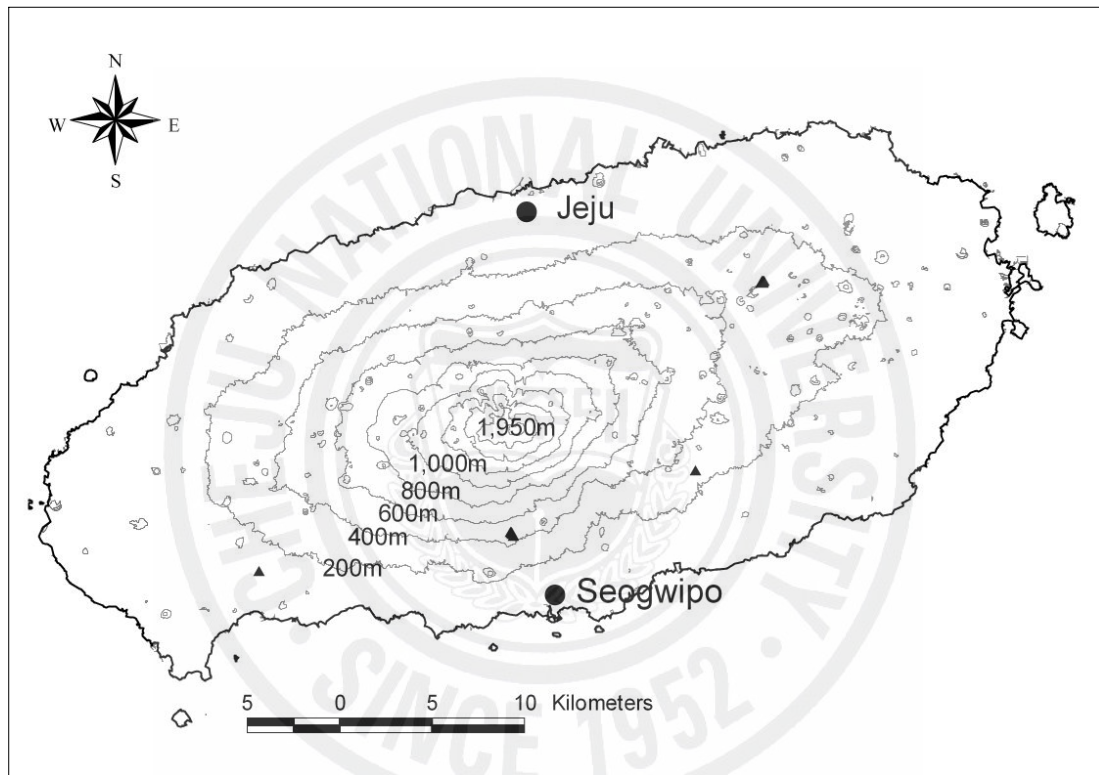 N
W E
S
Jeju
1,950m
1,000m
800m
600m
400m
200m
Seogwipo
5 0 5 10 Kilometers
CHEJU NATIONAL UNIVERSITY
• SINCE 1952 •